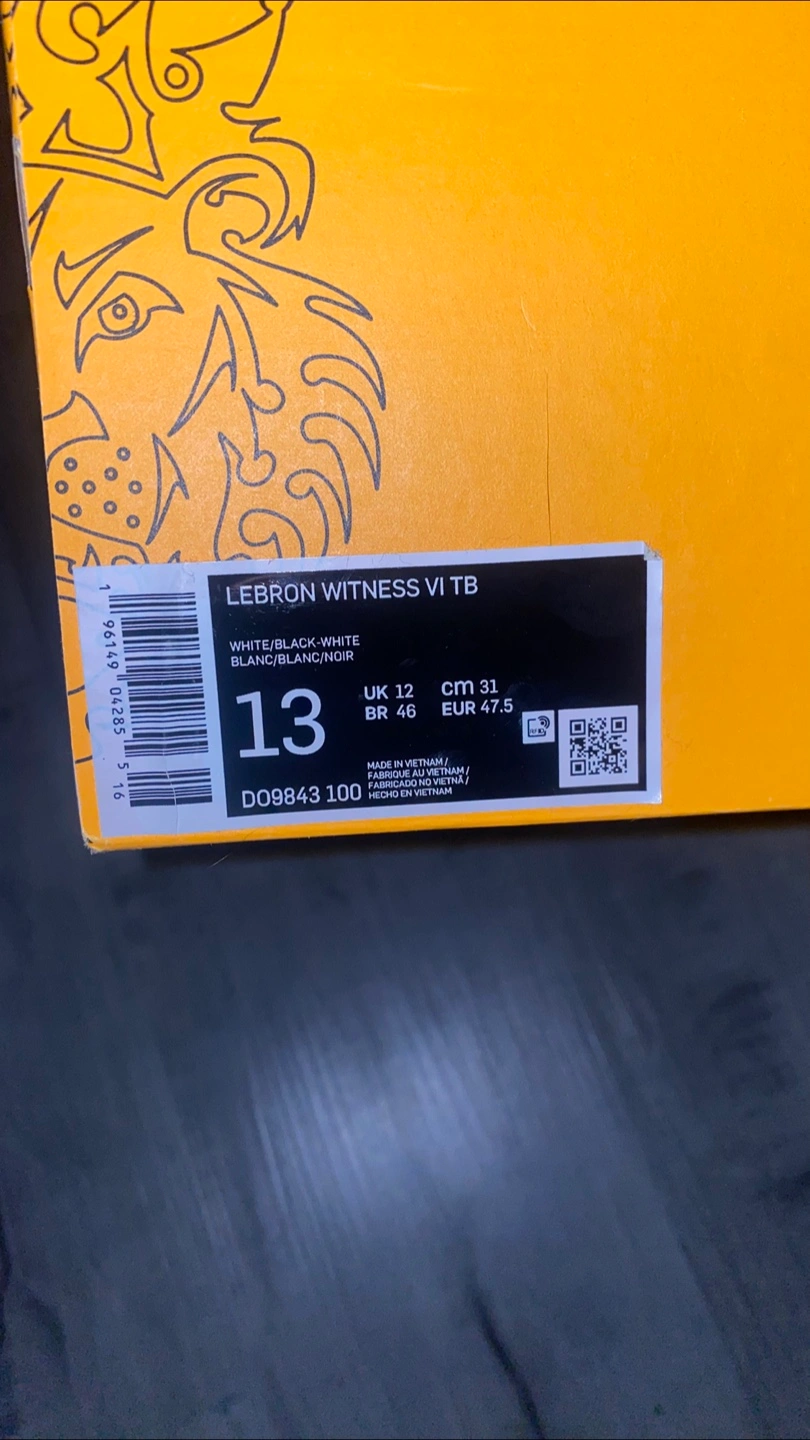 LEBRON WITNESS VI TB
WHITE/BLACK-WHITE
BLANC/BLANC/NOIR
13
UK 12 cm 31
BR 46 EUR 47.5
MADE IN VIETNAM /
FABRIQUE AU VIETNAM /
FABRICADO NO VIETNÃ /
HECHO EN VIETNAM
DO9843 100
1 96149 04285 5 16